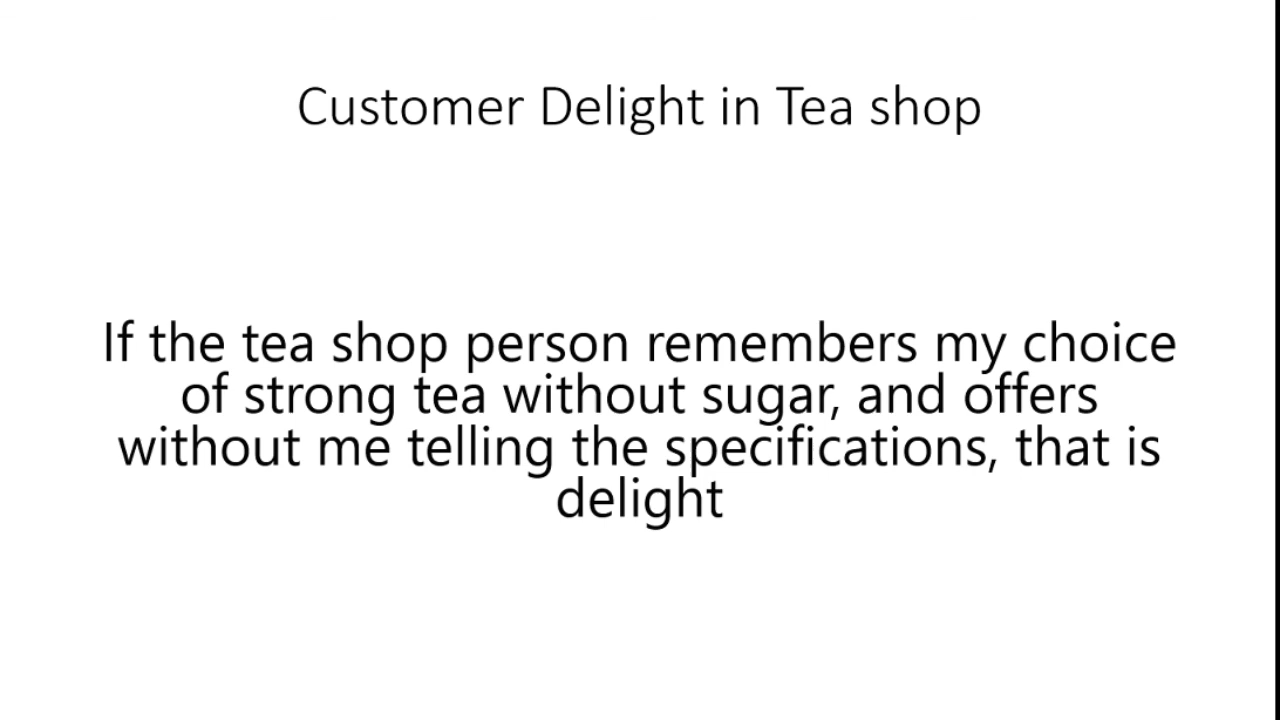 Customer Delight in Tea shop
If the tea shop person remembers my choice
of strong tea without sugar, and offers
without me telling the specifications, that is
delight